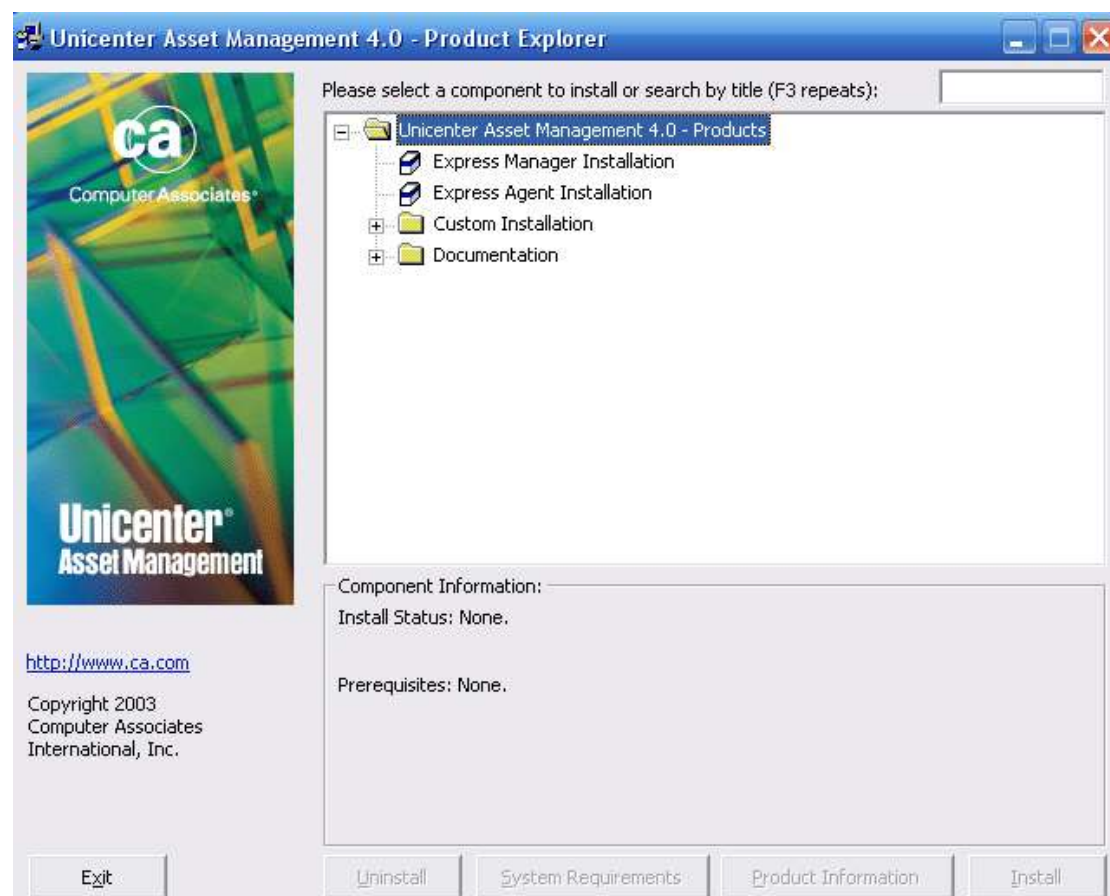 Unicenter Asset Management 4.0 - Product Explorer
ca
Computer Associates®
Unicenter®
Asset Management
http://www.ca.com
Copyright 2003
Computer Associates
International, Inc.
Please select a component to install or search by title (F3 repeats):
Unicenter Asset Management 4.0 - Products
Express Manager Installation
Express Agent Installation
Custom Installation
Documentation
Component Information:
Install Status: None.
Prerequisites: None.
Exit
Uninstall
System Requirements
Product Information
Install